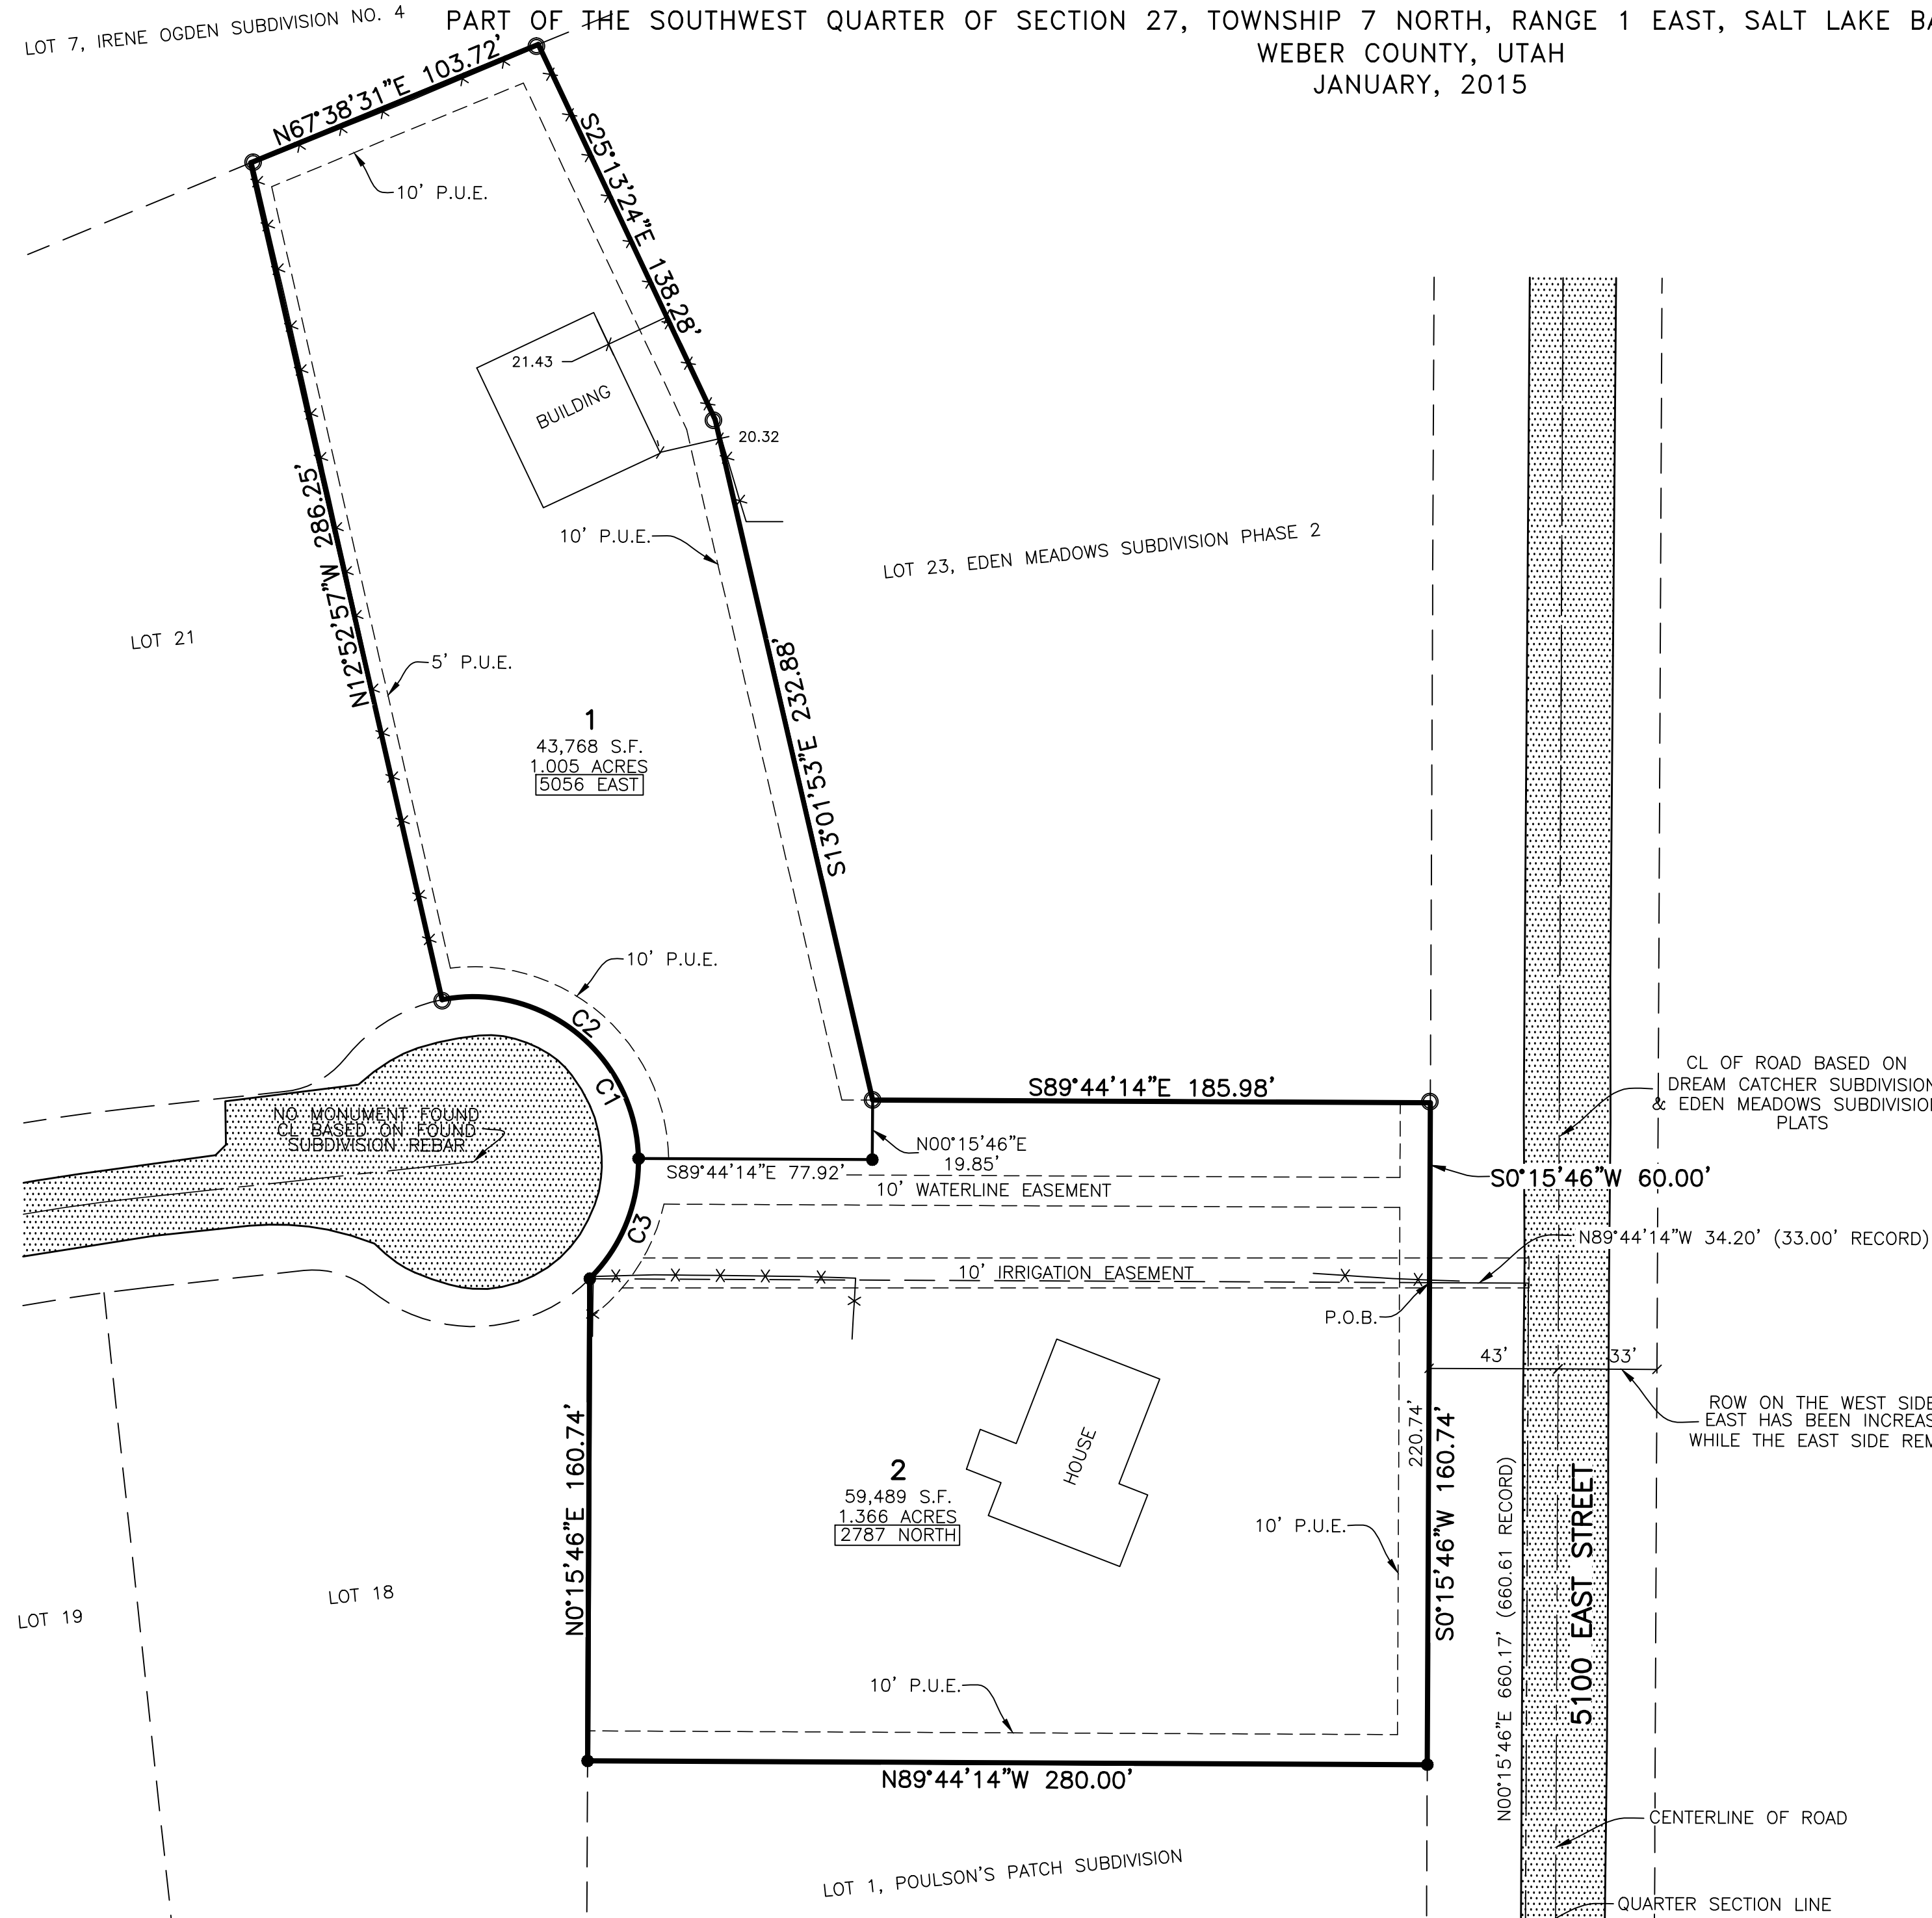 LOT 7, IRENE OGDEN SUBDIVISION NO. 4
PART OF THE SOUTHWEST QUARTER OF SECTION 27, TOWNSHIP 7 NORTH, RANGE 1 EAST, SALT LAKE
WEBER COUNTY, UTAH
JANUARY, 2015
N67°38'31"E 103.72'
S25°13'24"E 138.28'
10' P.U.E.
21.43
BUILDING
20.32
N12°52'57"W 286.25'
10' P.U.E.
LOT 23, EDEN MEADOWS SUBDIVISION PHASE 2
LOT 21
5' P.U.E.
S13°01'53"E 232.88'
1
43,768 S.F.
1.005 ACRES
5056 EAST
10' P.U.E.
C2
C1
C3
NO MONUMENT FOUND
CL BASED ON FOUND
SUBDIVISION REBAR
S89°44'14"E 185.98'
N00°15'46"E
19.85'
S89°44'14"E 77.92'
10' WATERLINE EASEMENT
S0°15'46"W 60.00'
CL OF ROAD BASED ON
DREAM CATCHER SUBDIVISION
& EDEN MEADOWS SUBDIVISION
PLATS
N89°44'14"W 34.20' (33.00' RECORD)
10' IRRIGATION EASEMENT
P.O.B.
43'
33'
ROW ON THE WEST SIDE
EAST HAS BEEN
WHILE THE EAST SIDE
N0°15'46"E 160.74'
HOUSE
220.74'
S0°15'46"W 160.74'
N00°15'46"E 660.17' (660.61 RECORD)
5100 EAST STREET
2
59,489 S.F.
1.366 ACRES
2787 NORTH
10' P.U.E.
LOT 18
LOT 19
10' P.U.E.
N89°44'14"W 280.00'
CENTERLINE OF ROAD
LOT 1, POULSON'S PATCH SUBDIVISION
QUARTER SECTION LINE